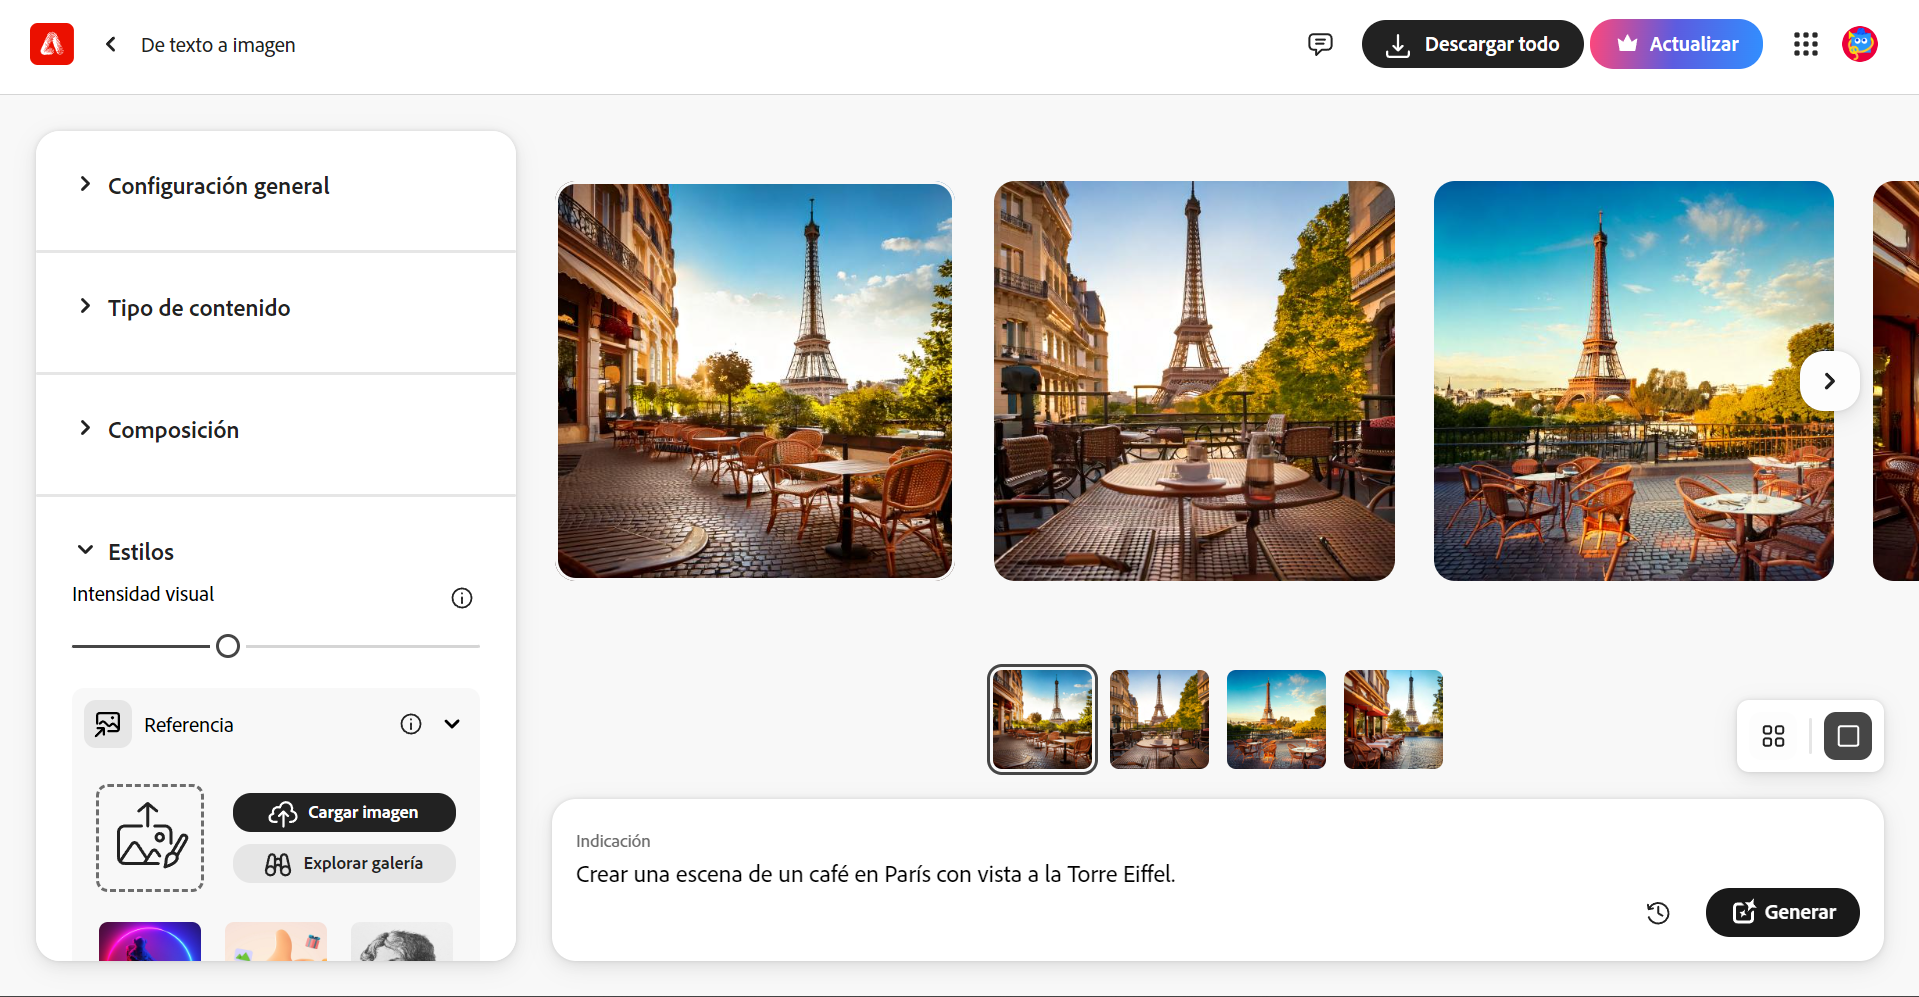 De texto a imagen
Descargar todo
Actualizar
Configuración general
Tipo de contenido
Composición
Estilos
Intensidad visual
Referencia
Cargar imagen
Explorar galería
Indicación
Crear una escena de un café en París con vista a la Torre Eiffel.
Generar